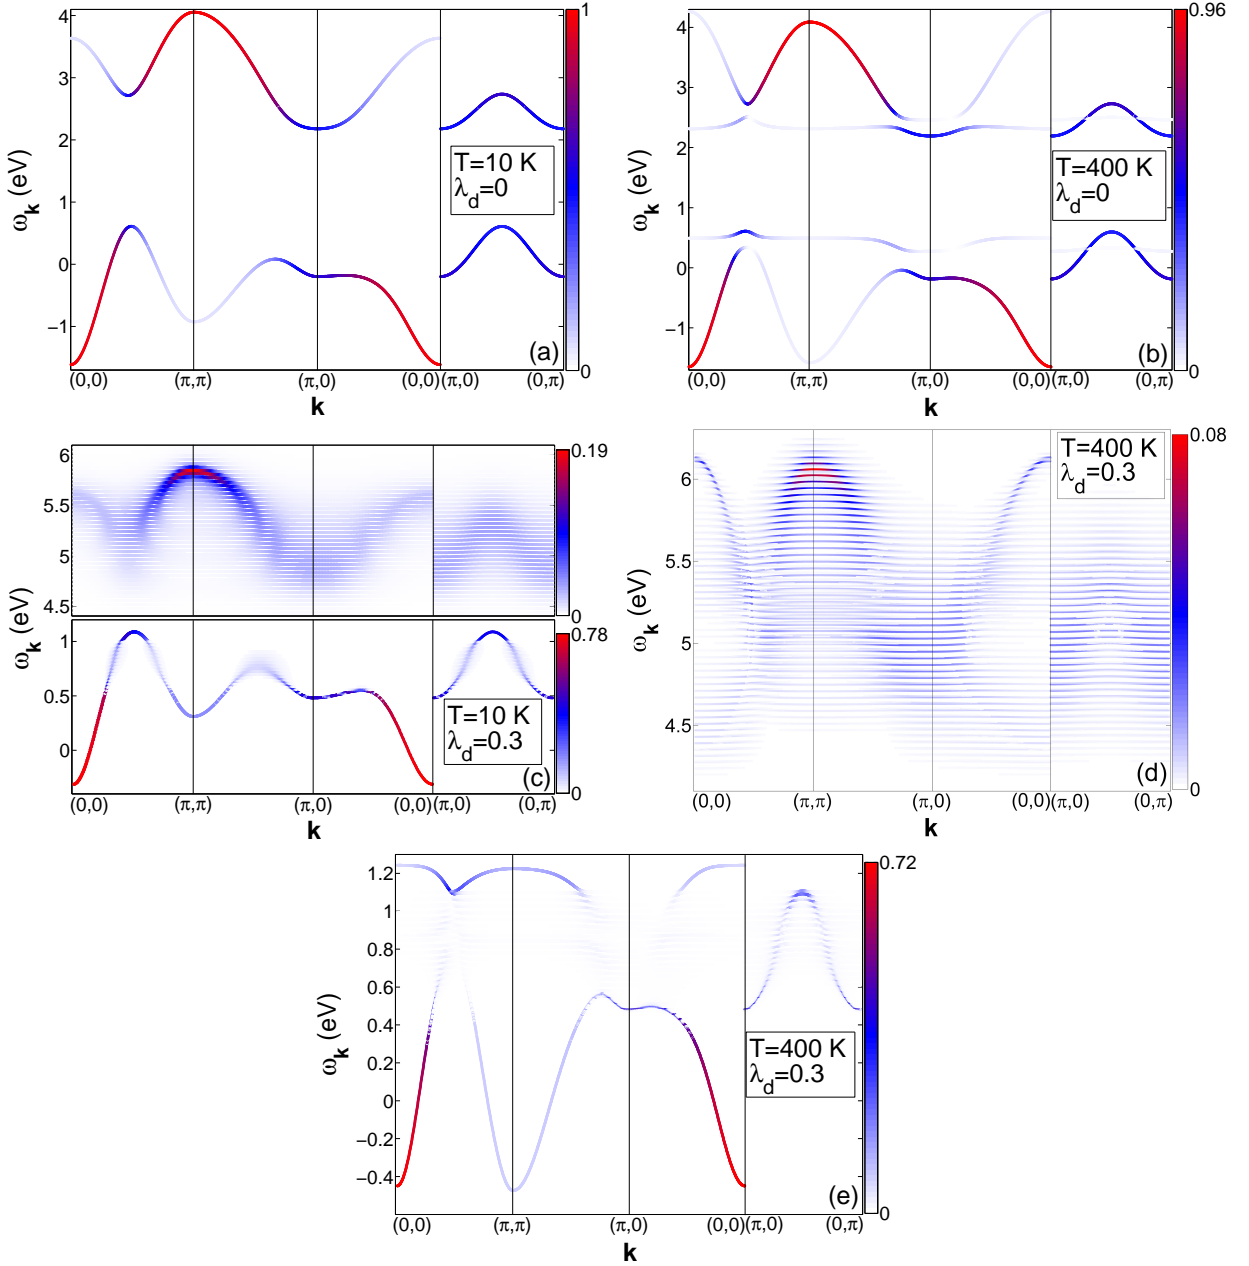 4
3
2
1
0
−1
ω_k (eV)
(0,0)
(π,π)
(π,0)
(0,0)
(π,0)
(0,π)
k
T=10 K
λ_d=0
(a)
1
0
4
3
2
1
0
−1
ω_k (eV)
(0,0)
(π,π)
(π,0)
(0,0)
(π,0)
(0,π)
k
T=400 K
λ_d=0
(b)
0.96
0
6
5.5
5
4.5
0.19
0
ω_k (eV)
1
0.5
0
(0,0)
(π,π)
(π,0)
(0,0)
(π,0)
(0,π)
k
T=10 K
λ_d=0.3
(c)
0.78
0
6
5.5
5
4.5
ω_k (eV)
(0,0)
(π,π)
(π,0)
(0,0)
(π,0)
(0,π)
k
T=400 K
λ_d=0.3
(d)
0.08
0
1.2
1
0.8
0.6
0.4
0.2
0
−0.2
−0.4
ω_k (eV)
(0,0)
(π,π)
(π,0)
(0,0)
(π,0)
(0,π)
k
T=400 K
λ_d=0.3
(e)
0.72
0